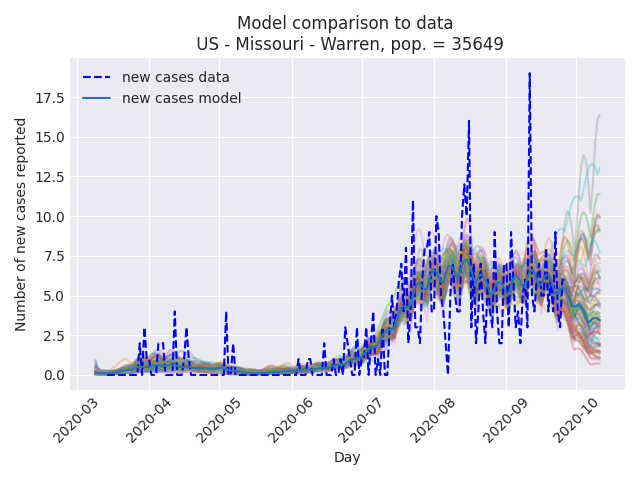 Model comparison to data
US - Missouri - Warren, pop. = 35649
new cases data
new cases model
Number of new cases reported
17.5
15.0
12.5
10.0
7.5
5.0
2.5
0.0
2020-03
2020-04
2020-05
2020-06
2020-07
2020-08
2020-09
2020-10
Day